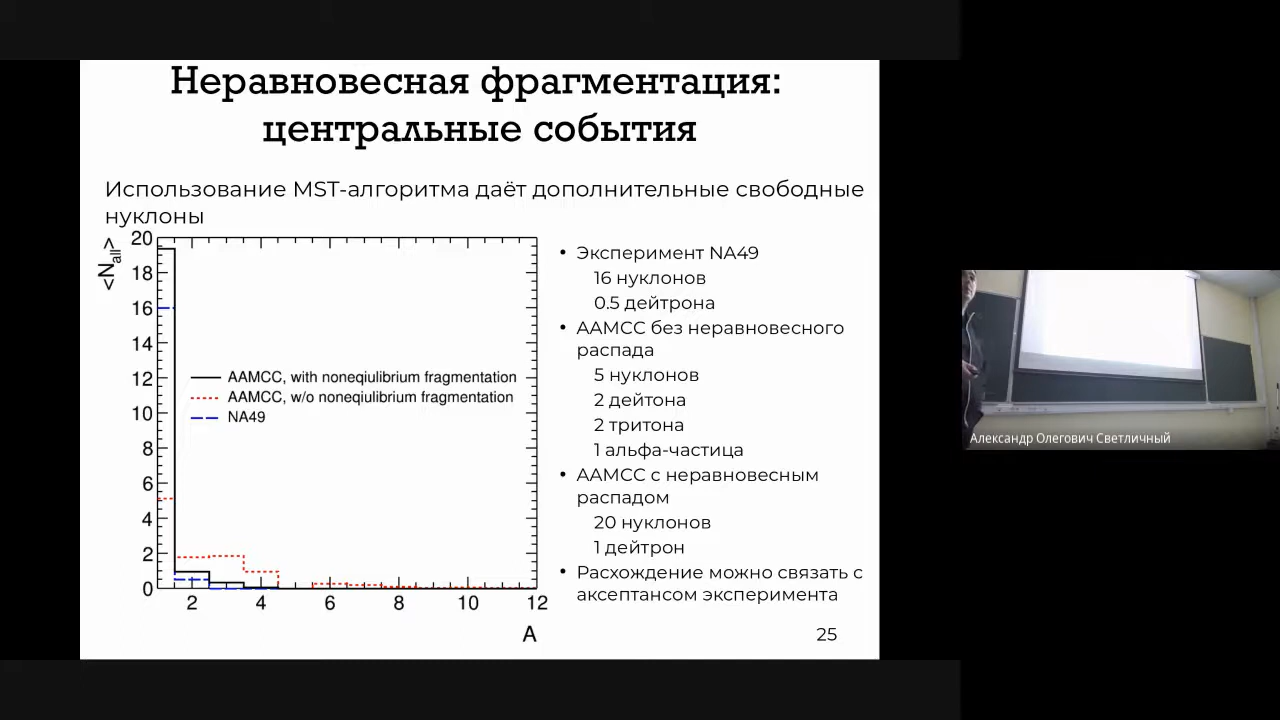 Неравновесная фрагментация:
центральные события
Использование MST-алгоритма даёт дополнительные свободные
нуклоны
<N_all>
20
18
16
14
12
10
8
6
4
2
0
AAMCC, with noneqiulibrium fragmentation
AAMCC, w/o noneqiulibrium fragmentation
NA49
2 4 6 8 10 12
A
• Эксперимент NA49
16 нуклонов
0.5 дейтрона
• ААМСС без неравновесного
распада
5 нуклонов
2 дейтона
2 тритона
1 альфа-частица
• ААМСС с неравновесным
распадом
20 нуклонов
1 дейтрон
• Расхождение можно связать с
аксептансом эксперимента
25
Александр Олегович Светличный